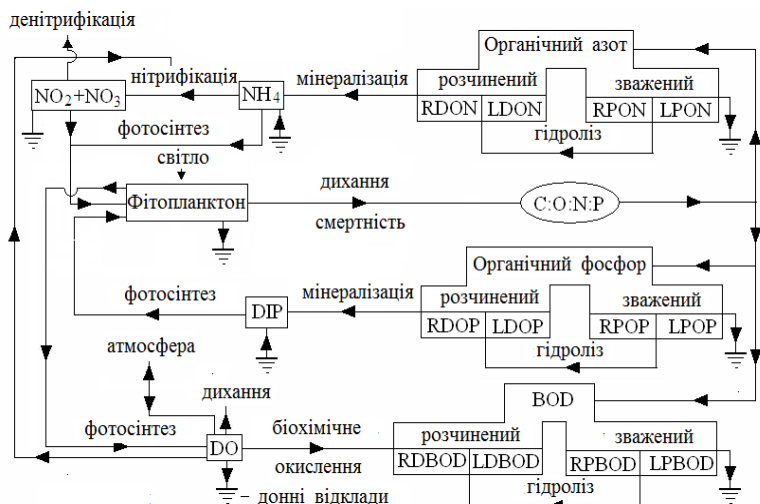 денітрифікація
Органічний азот
нітрифікація
мінералізація
розчинений
зважений
NO2+NO3
NH4
RDON LDON
RPON LPON
гідроліз
фотосінтез
світло
Фітопланктон
дихання
смертність
C:O:N:P
Органічний фосфор
фотосінтез
мінералізація
розчинений
зважений
DIP
RDOP LDOP
RPOP LPOP
гідроліз
атмосфера
дихання
BOD
фотосінтез
DO
біохімічне
окислення
розчинений
зважений
RDBOD LDBOD
RPBOD LPBOD
гідроліз
– донні відклади